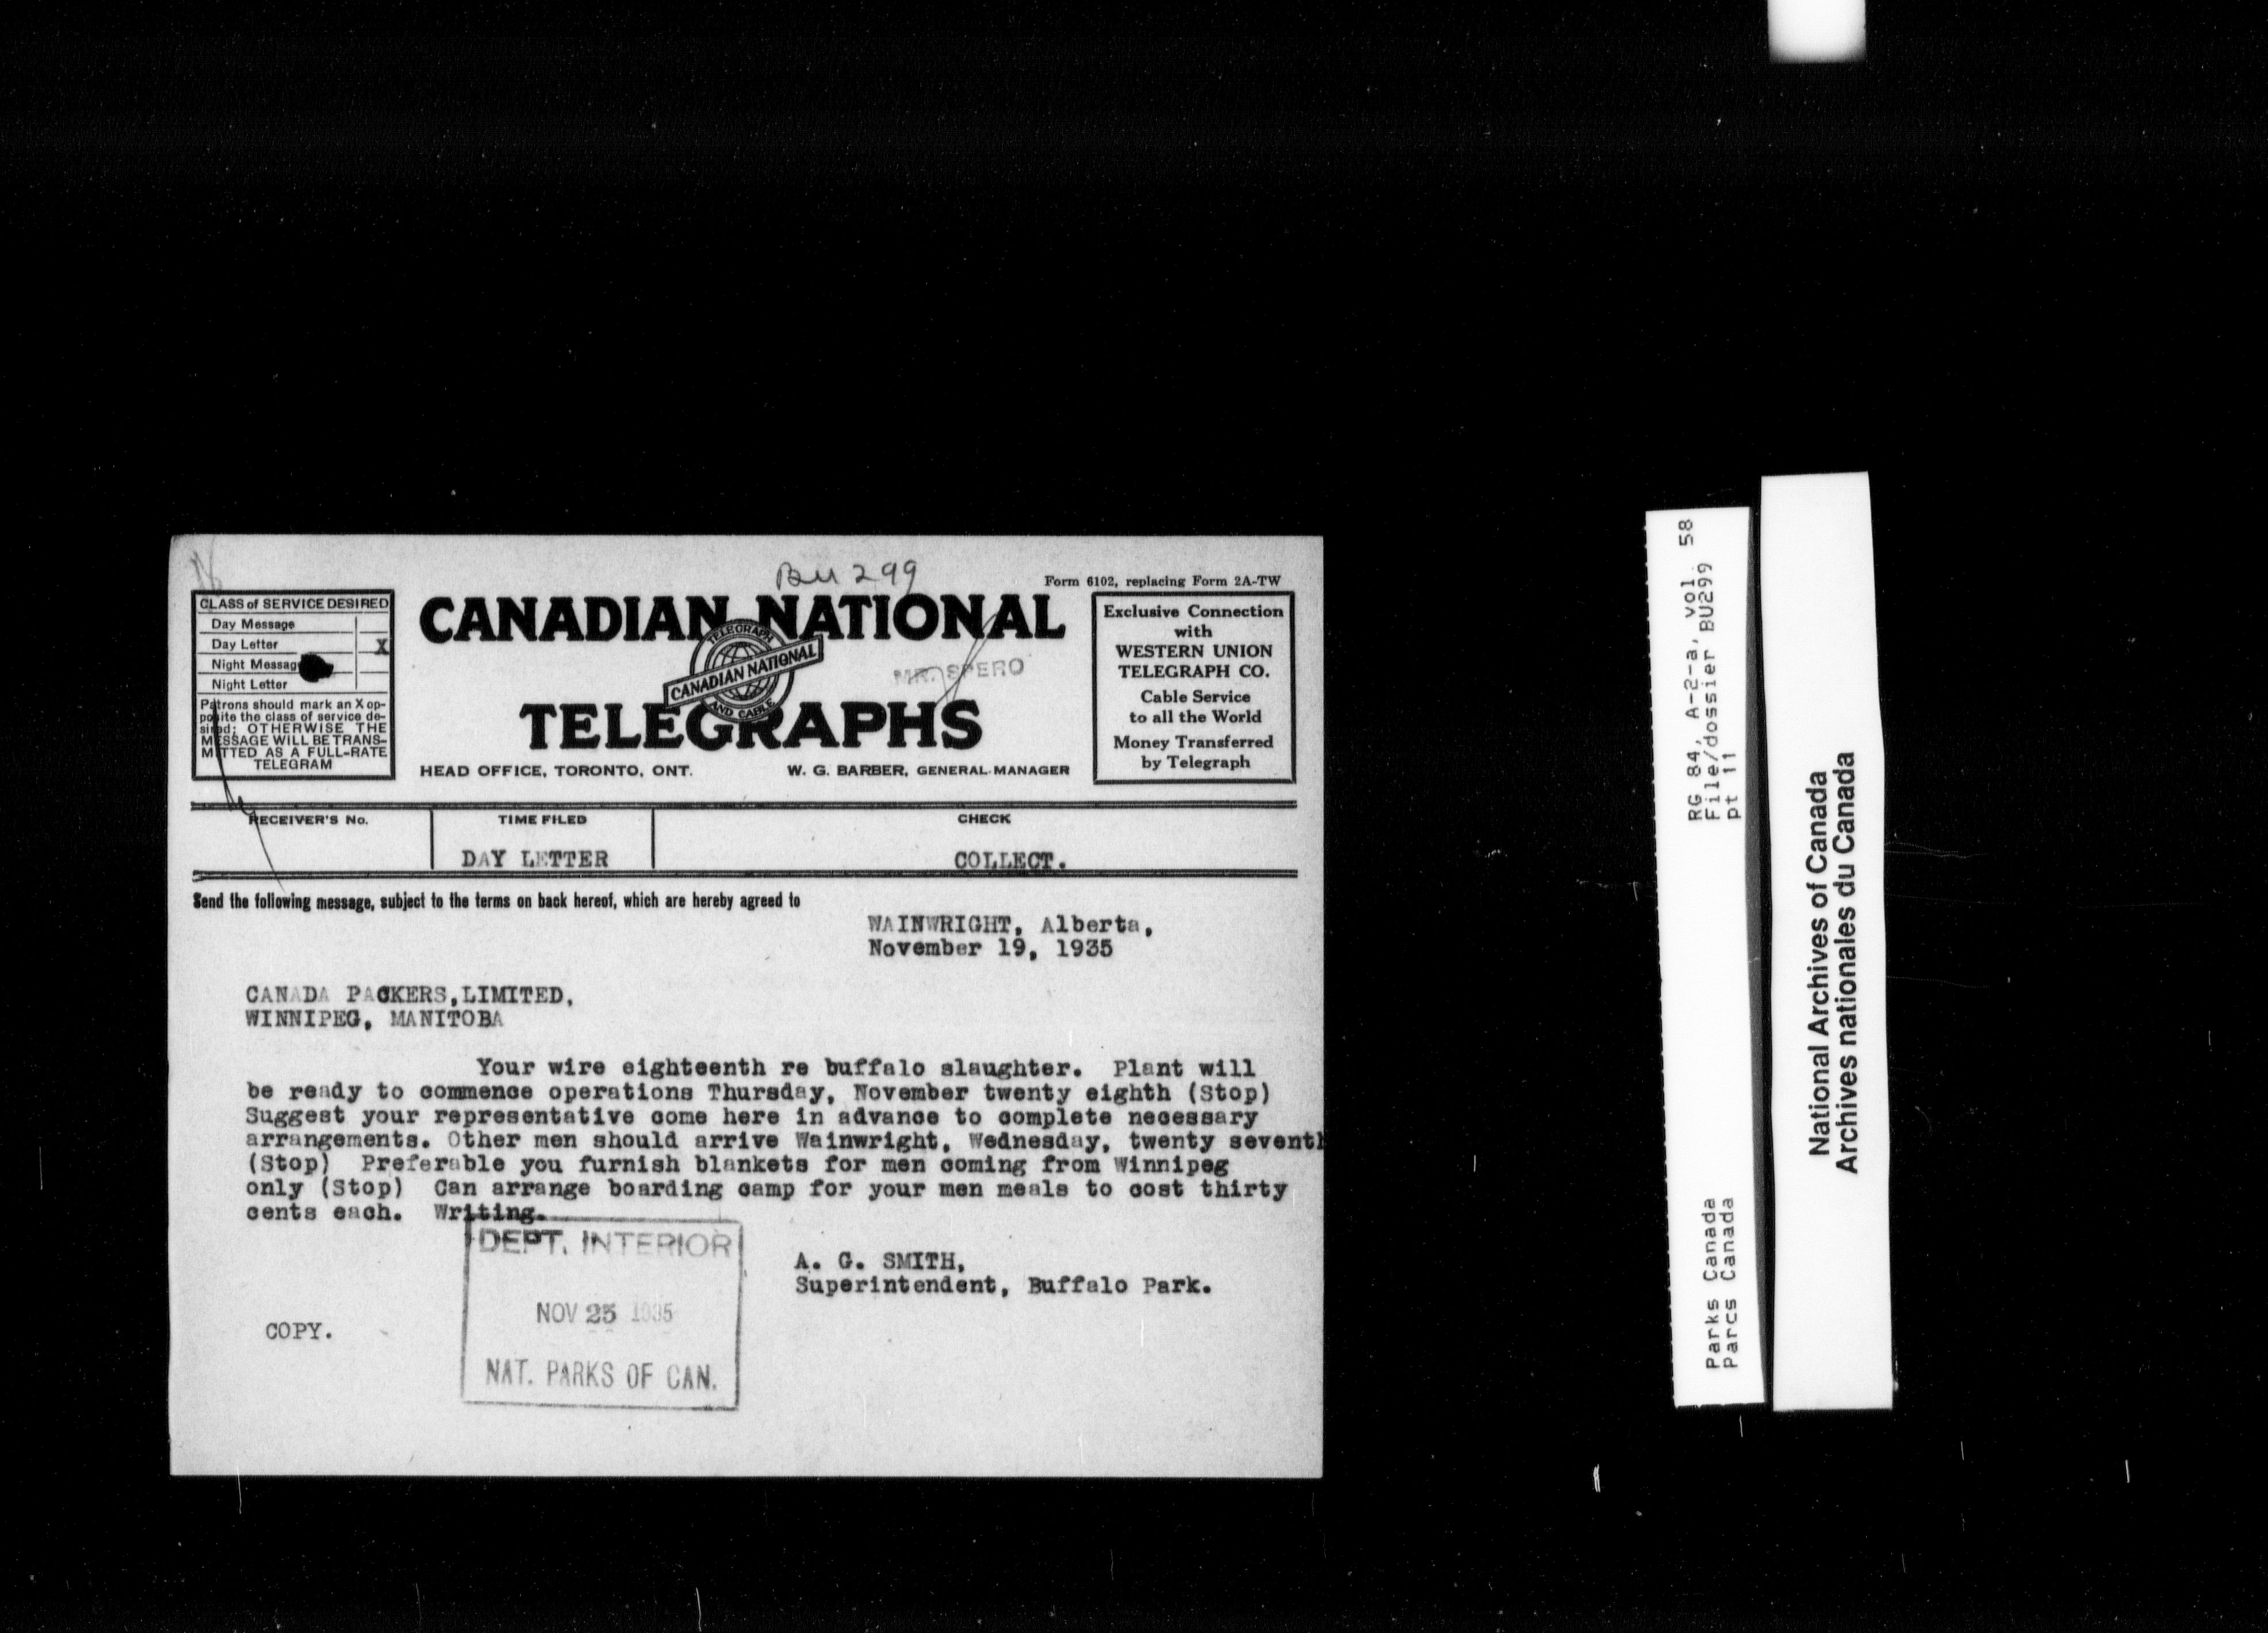 BU 299
Form 6102, replacing Form 2A-TW
CLASS of SERVICE DESIRED
Day Message
Day Letter X
Night Messag
Night Letter
Patrons should mark an X op-
posite the class of service de-
sired; OTHERWISE THE
MESSAGE WILL BE TRANS-
MITTED AS A FULL-RATE
TELEGRAM
CANADIAN NATIONAL
TELEGRAPH
CANADIAN NATIONAL
AND CABLE
TELEGRAPHS
MR. SPERO
HEAD OFFICE, TORONTO, ONT. W. G. BARBER, GENERAL MANAGER
Exclusive Connection
with
WESTERN UNION
TELEGRAPH CO.
Cable Service
to all the World
Money Transferred
by Telegraph
RECEIVER'S No. TIME FILED CHECK
DAY LETTER COLLECT.
Send the following message, subject to the terms on back hereof, which are hereby agreed to
WAINWRIGHT, Alberta,
November 19, 1935
CANADA PACKERS,LIMITED,
WINNIPEG, MANITOBA
Your wire eighteenth re buffalo slaughter. Plant will
be ready to commence operations Thursday, November twenty eighth (Stop)
Suggest your representative come here in advance to complete necessary
arrangements. Other men should arrive Wainwright, Wednesday, twenty seventh
(Stop) Preferable you furnish blankets for men coming from Winnipeg
only (Stop) Can arrange boarding camp for your men meals to cost thirty
cents each. Writing.
A. G. SMITH,
Superintendent, Buffalo Park.
DEPT. INTERIOR
NOV 25 1935
NAT. PARKS OF CAN.
COPY.
RG 84, A-2-a, vol. 58
File/dossier BU299
pt 11
Parks Canada
Parcs Canada
National Archives of Canada
Archives nationales du Canada